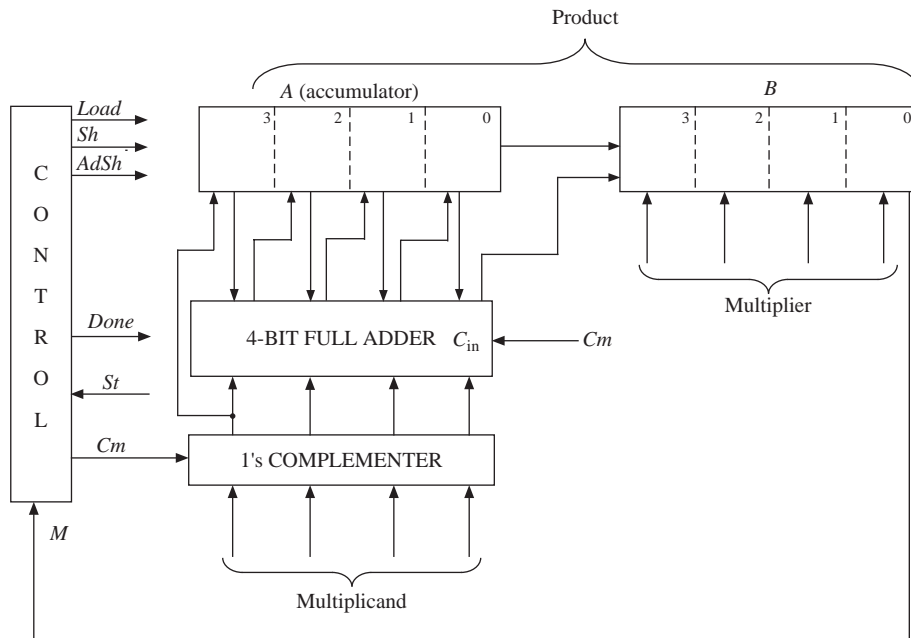 Product
A (accumulator)
B
3 2 1 0
3 2 1 0
Load
Sh
AdSh
CONTROL
Done
St
Cm
M
4-BIT FULL ADDER Cin
Cm
1's COMPLEMENTER
Multiplicand
Multiplier